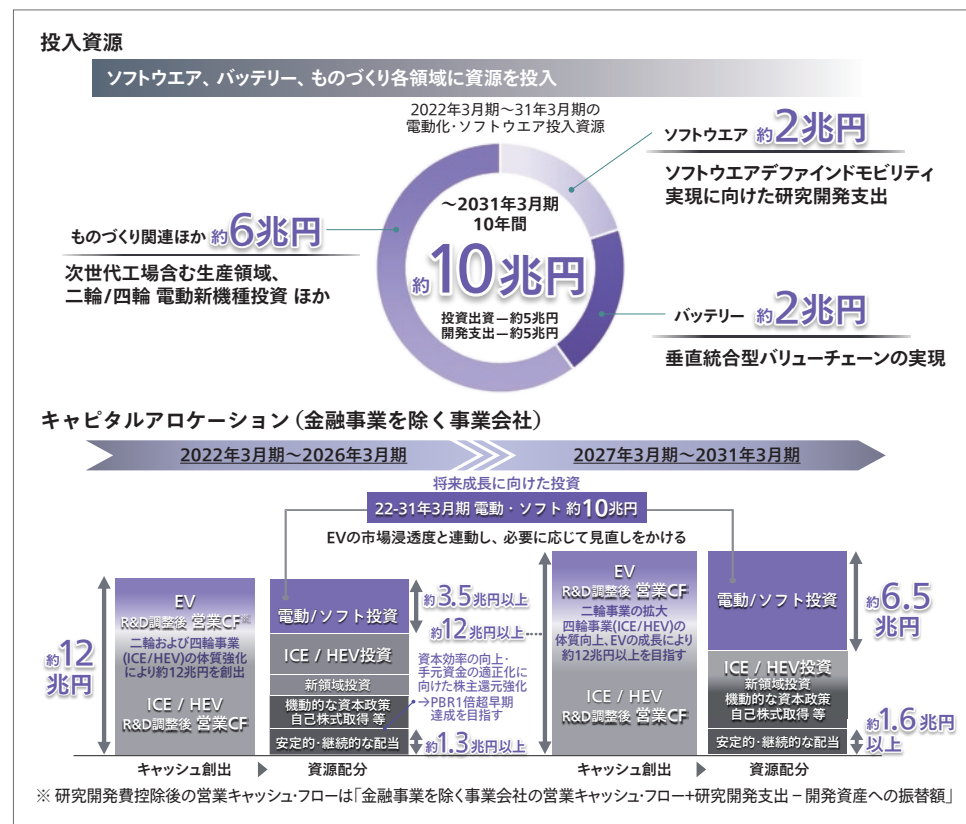 投入資源
ソフトウエア、バッテリー、ものづくり各領域に資源を投入
2022年3月期～31年3月期の
電動化・ソフトウエア投入資源
ソフトウエア 約2兆円
ソフトウエアデファインドモビリティ
実現に向けた研究開発支出
ものづくり関連ほか 約6兆円
次世代工場含む生産領域、
二輪/四輪 電動新機種投資 ほか
～2031年3月期
10年間
約10兆円
投資出資－約5兆円
開発支出－約5兆円
バッテリー 約2兆円
垂直統合型バリューチェーンの実現
キャピタルアロケーション（金融事業を除く事業会社）
2022年3月期～2026年3月期
2027年3月期～2031年3月期
将来成長に向けた投資
22-31年3月期 電動・ソフト 約10兆円
EVの市場浸透度と連動し、必要に応じて見直しをかける
約12
兆円
EV
R&D調整後 営業CF※
二輪および四輪事業
(ICE/HEV)の体質強化
により約12兆円を創出
ICE / HEV
R&D調整後 営業CF
電動/ソフト投資
ICE / HEV投資
新領域投資
機動的な資本政策
自己株式取得 等
安定的・継続的な配当
約3.5兆円以上
約12兆円以上
資本効率の向上・
手元資金の適正化に
向けた株主還元強化
→PBR1倍超早期
達成を目指す
約1.3兆円以上
EV
R&D調整後 営業CF
二輪事業の拡大
四輪事業(ICE/HEV)の
体質向上、EVの成長により
約12兆円以上を目指す
ICE / HEV
R&D調整後 営業CF
電動/ソフト投資
ICE / HEV投資
新領域投資
機動的な資本政策
自己株式取得 等
安定的・継続的な配当
約6.5
兆円
約1.6兆円
以上
キャッシュ創出 ▶ 資源配分
キャッシュ創出 ▶ 資源配分
※ 研究開発費控除後の営業キャッシュ・フローは「金融事業を除く事業会社の営業キャッシュ・フロー+研究開発支出－開発資産への振替額」